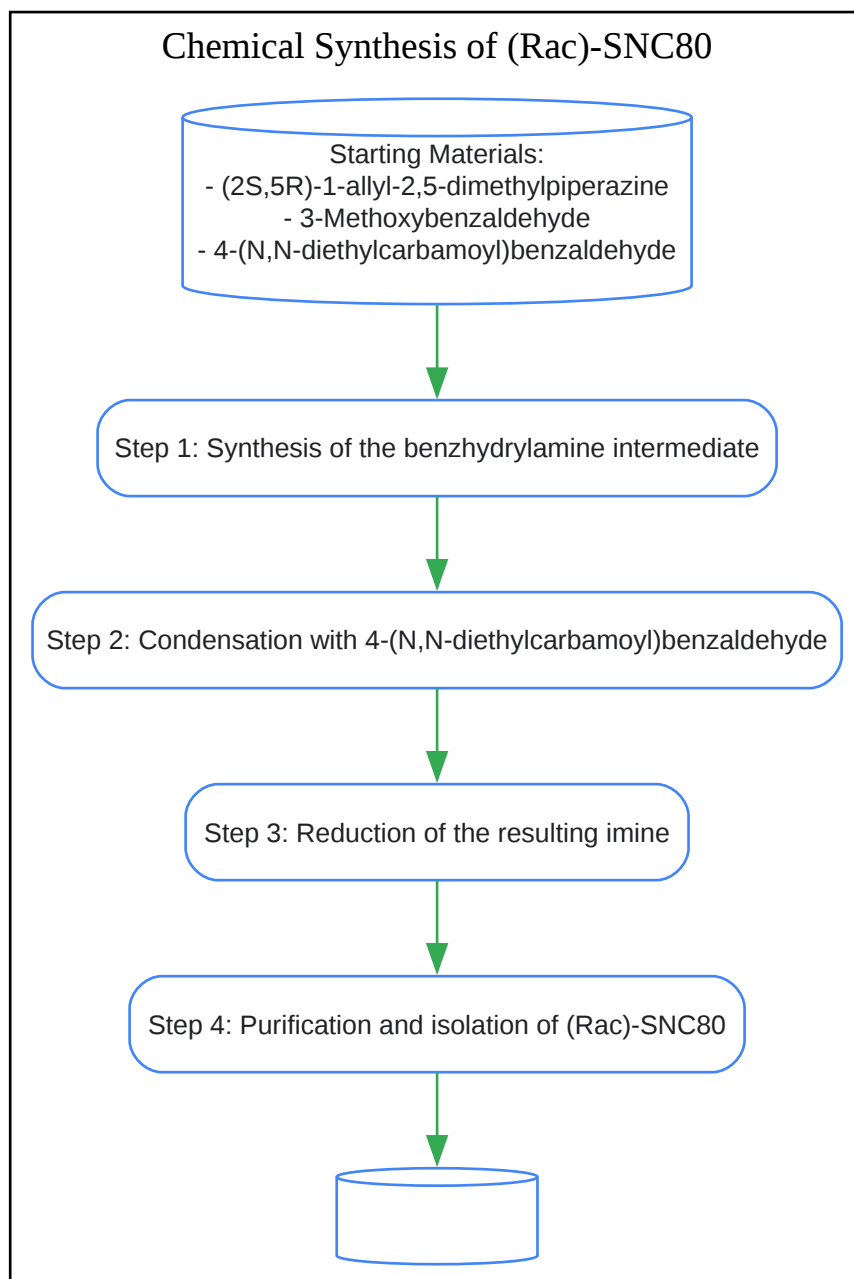 Chemical Synthesis of (Rac)-SNC80
Starting Materials:
- (2S,5R)-1-allyl-2,5-dimethylpiperazine
- 3-Methoxybenzaldehyde
- 4-(N,N-diethylcarbamoyl)benzaldehyde
Step 1: Synthesis of the benzhydrylamine intermediate
Step 2: Condensation with 4-(N,N-diethylcarbamoyl)benzaldehyde
Step 3: Reduction of the resulting imine
Step 4: Purification and isolation of (Rac)-SNC80